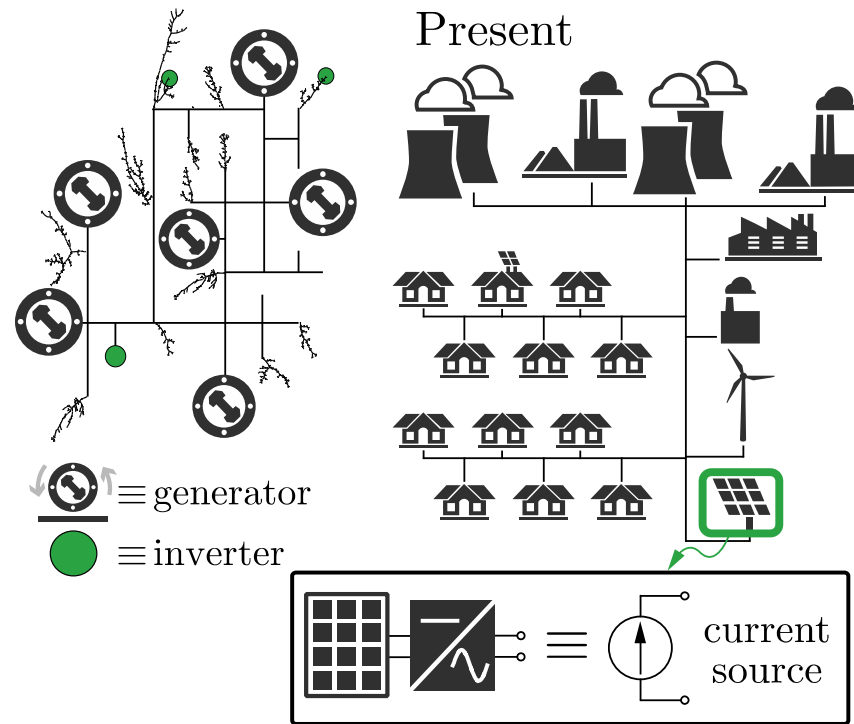 Present
≡ generator
≡ inverter
≡ current
source